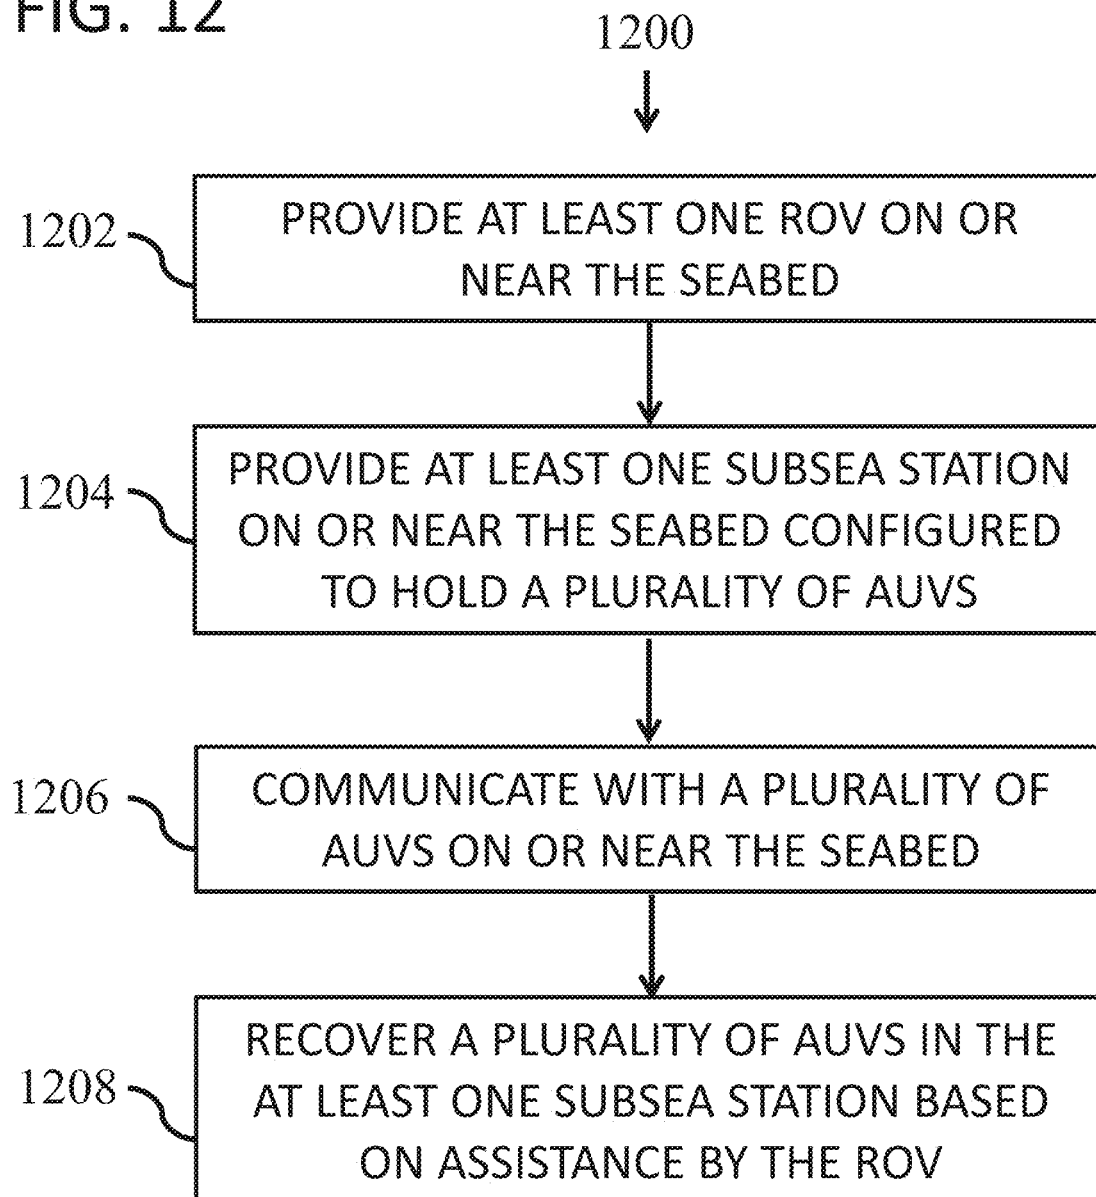 FIG. 12
1200
1202
PROVIDE AT LEAST ONE ROV ON OR
NEAR THE SEABED
1204
PROVIDE AT LEAST ONE SUBSEA STATION
ON OR NEAR THE SEABED CONFIGURED
TO HOLD A PLURALITY OF AUVS
1206
COMMUNICATE WITH A PLURALITY OF
AUVS ON OR NEAR THE SEABED
1208
RECOVER A PLURALITY OF AUVS IN THE
AT LEAST ONE SUBSEA STATION BASED
ON ASSISTANCE BY THE ROV